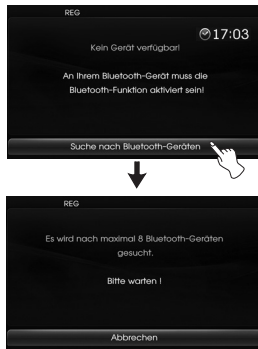 REG
17:03
Kein Gerät verfügbar!
An Ihrem Bluetooth-Gerät muss die
Bluetooth-Funktion aktiviert sein!
Suche nach Bluetooth-Geräten
REG
Es wird nach maximal 8 Bluetooth-Geräten
gesucht.
Bitte warten !
Abbrechen